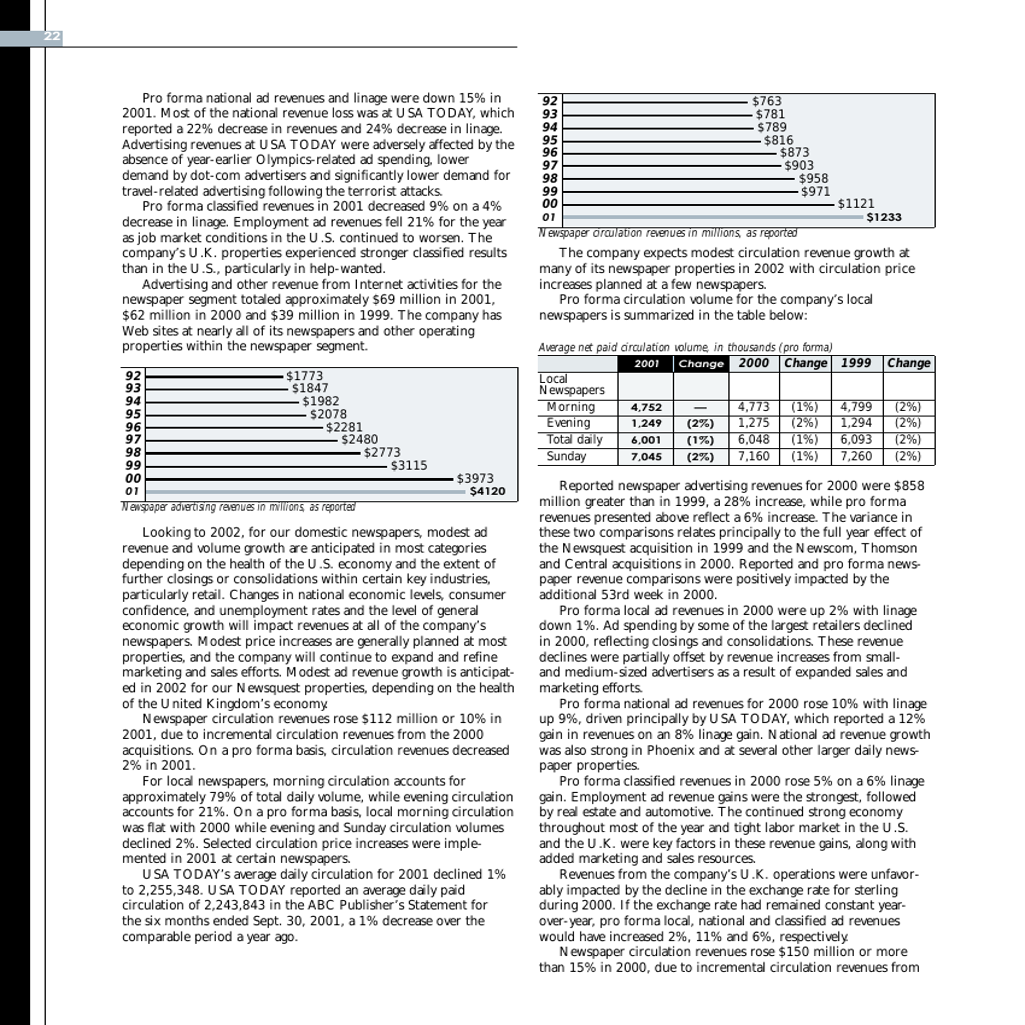 22
Pro forma national ad revenues and linage were down 15% in
2001. Most of the national revenue loss was at USA TODAY, which
reported a 22% decrease in revenues and 24% decrease in linage.
Advertising revenues at USA TODAY were adversely affected by the
absence of year-earlier Olympics-related ad spending, lower
demand by dot-com advertisers and significantly lower demand for
travel-related advertising following the terrorist attacks.
Pro forma classified revenues in 2001 decreased 9% on a 4%
decrease in linage. Employment ad revenues fell 21% for the year
as job market conditions in the U.S. continued to worsen. The
company's U.K. properties experienced stronger classified results
than in the U.S., particularly in help-wanted.
Advertising and other revenue from Internet activities for the
newspaper segment totaled approximately $69 million in 2001,
$62 million in 2000 and $39 million in 1999. The company has
Web sites at nearly all of its newspapers and other operating
properties within the newspaper segment.
92 $1773
93 $1847
94 $1982
95 $2078
96 $2281
97 $2480
98 $2773
99 $3115
00 $3973
01 $4120
Newspaper advertising revenues in millions, as reported
Looking to 2002, for our domestic newspapers, modest ad
revenue and volume growth are anticipated in most categories
depending on the health of the U.S. economy and the extent of
further closings or consolidations within certain key industries,
particularly retail. Changes in national economic levels, consumer
confidence, and unemployment rates and the level of general
economic growth will impact revenues at all of the company's
newspapers. Modest price increases are generally planned at most
properties, and the company will continue to expand and refine
marketing and sales efforts. Modest ad revenue growth is anticipat-
ed in 2002 for our Newsquest properties, depending on the health
of the United Kingdom's economy.
Newspaper circulation revenues rose $112 million or 10% in
2001, due to incremental circulation revenues from the 2000
acquisitions. On a pro forma basis, circulation revenues decreased
2% in 2001.
For local newspapers, morning circulation accounts for
approximately 79% of total daily volume, while evening circulation
accounts for 21%. On a pro forma basis, local morning circulation
was flat with 2000 while evening and Sunday circulation volumes
declined 2%. Selected circulation price increases were imple-
mented in 2001 at certain newspapers.
USA TODAY's average daily circulation for 2001 declined 1%
to 2,255,348. USA TODAY reported an average daily paid
circulation of 2,243,843 in the ABC Publisher's Statement for
the six months ended Sept. 30, 2001, a 1% decrease over the
comparable period a year ago.
92 $763
93 $781
94 $789
95 $816
96 $873
97 $903
98 $958
99 $971
00 $1121
01 $1233
Newspaper circulation revenues in millions, as reported
The company expects modest circulation revenue growth at
many of its newspaper properties in 2002 with circulation price
increases planned at a few newspapers.
Pro forma circulation volume for the company's local
newspapers is summarized in the table below:
Average net paid circulation volume, in thousands (pro forma)
2001 Change 2000 Change 1999 Change
Local
Newspapers
Morning 4,752 — 4,773 (1%) 4,799 (2%)
Evening 1,249 (2%) 1,275 (2%) 1,294 (2%)
Total daily 6,001 (1%) 6,048 (1%) 6,093 (2%)
Sunday 7,045 (2%) 7,160 (1%) 7,260 (2%)
Reported newspaper advertising revenues for 2000 were $858
million greater than in 1999, a 28% increase, while pro forma
revenues presented above reflect a 6% increase. The variance in
these two comparisons relates principally to the full year effect of
the Newsquest acquisition in 1999 and the Newscom, Thomson
and Central acquisitions in 2000. Reported and pro forma news-
paper revenue comparisons were positively impacted by the
additional 53rd week in 2000.
Pro forma local ad revenues in 2000 were up 2% with linage
down 1%. Ad spending by some of the largest retailers declined
in 2000, reflecting closings and consolidations. These revenue
declines were partially offset by revenue increases from small-
and medium-sized advertisers as a result of expanded sales and
marketing efforts.
Pro forma national ad revenues for 2000 rose 10% with linage
up 9%, driven principally by USA TODAY, which reported a 12%
gain in revenues on an 8% linage gain. National ad revenue growth
was also strong in Phoenix and at several other larger daily news-
paper properties.
Pro forma classified revenues in 2000 rose 5% on a 6% linage
gain. Employment ad revenue gains were the strongest, followed
by real estate and automotive. The continued strong economy
throughout most of the year and tight labor market in the U.S.
and the U.K. were key factors in these revenue gains, along with
added marketing and sales resources.
Revenues from the company's U.K. operations were unfavor-
ably impacted by the decline in the exchange rate for sterling
during 2000. If the exchange rate had remained constant year-
over-year, pro forma local, national and classified ad revenues
would have increased 2%, 11% and 6%, respectively.
Newspaper circulation revenues rose $150 million or more
than 15% in 2000, due to incremental circulation revenues from